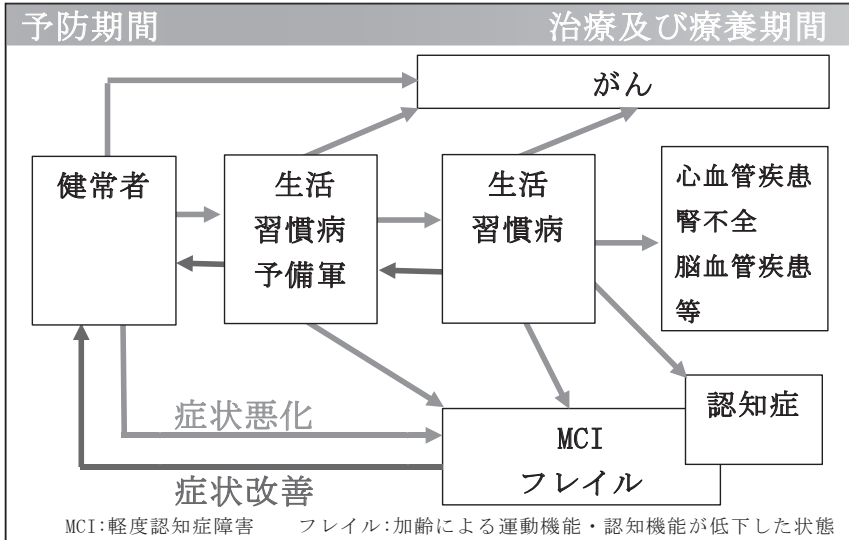 予防期間
治療及び療養期間
がん
健常者
生活
習慣病
予備軍
生活
習慣病
心血管疾患
腎不全
脳血管疾患
等
認知症
症状悪化
MCI
フレイル
症状改善
MCI:軽度認知症障害 フレイル:加齢による運動機能・認知機能が低下した状態